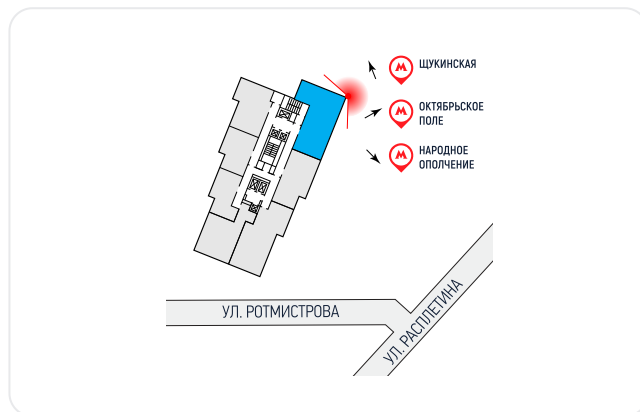 М ЩУКИНСКАЯ
М ОКТЯБРЬСКОЕ
ПОЛЕ
М НАРОДНОЕ
ОПОЛЧЕНИЕ
УЛ. РОТМИСТРОВА
УЛ. РАСПЛЕТИНА